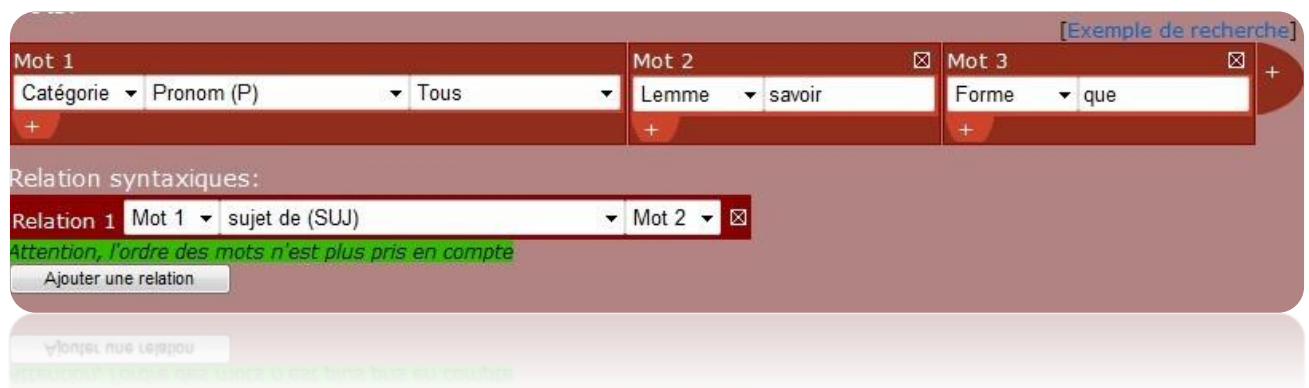 [Exemple de recherche]
Mot 1 Mot 2 Mot 3
Catégorie Pronom (P) Tous Lemme savoir Forme que +
+ + +
Relation syntaxiques:
Relation 1 Mot 1 sujet de (SUJ) Mot 2
Attention, l'ordre des mots n'est plus pris en compte
Ajouter une relation